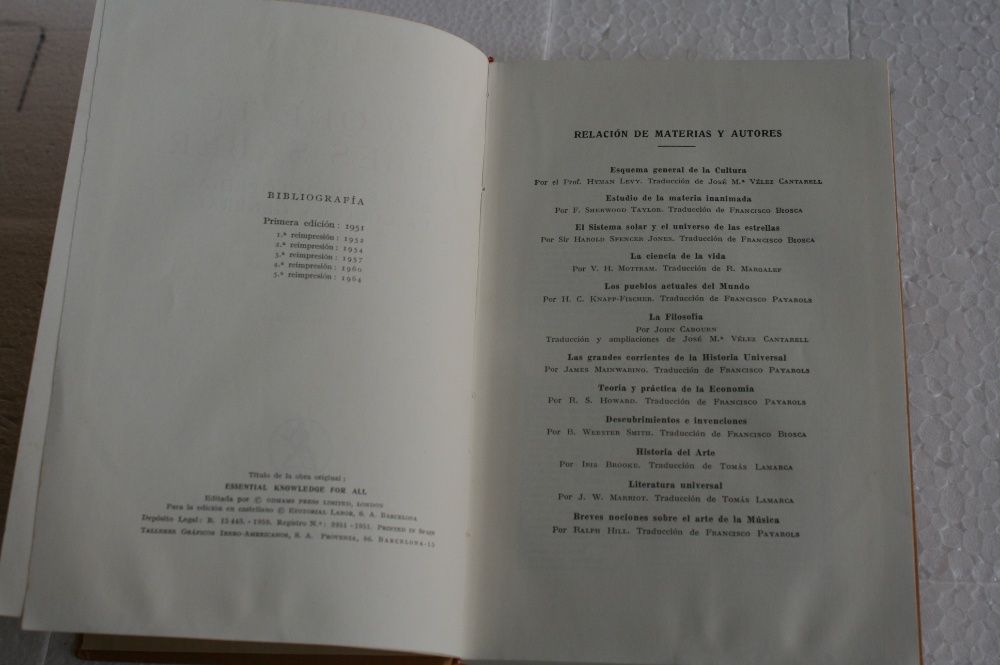 BIBLIOGRAFÍA
Primera edición: 1951
1.ª reimpresión: 1952
2.ª reimpresión: 1954
3.ª reimpresión: 1957
4.ª reimpresión: 1960
5.ª reimpresión: 1964
Título de la obra original:
ESSENTIAL KNOWLEDGE FOR ALL
Editada por © ODHAMS PRESS LIMITED, LONDON
Para la edición en castellano © EDITORIAL LABOR, S. A. BARCELONA
Depósito Legal: B. 15445.-1959. Registro N.º: 3951-1951. PRINTED IN SPAIN
TALLERES GRÁFICOS IBERO-AMERICANOS, S. A. PROVENZA, 86. BARCELONA-15
RELACIÓN DE MATERIAS Y AUTORES
Esquema general de la Cultura
Por el Prof. HYMAN LEVY. Traducción de JOSÉ M.ª VÉLEZ CANTARELL
Estudio de la materia inanimada
Por F. SHERWOOD TAYLOR. Traducción de FRANCISCO BIOSCA
El Sistema solar y el universo de las estrellas
Por Sir HAROLD SPENCER JONES. Traducción de FRANCISCO BIOSCA
La ciencia de la vida
Por V. H. MOTTRAM. Traducción de R. MARGALEF
Los pueblos actuales del Mundo
Por H. C. KNAPP-FISCHER. Traducción de FRANCISCO PAYAROLS
La Filosofía
Por JOHN CABOURN
Traducción y ampliaciones de JOSÉ M.ª VÉLEZ CANTARELL
Las grandes corrientes de la Historia Universal
Por JAMES MAINWARING. Traducción de FRANCISCO PAYAROLS
Teoría y práctica de la Economía
Por R. S. HOWARD. Traducción de FRANCISCO PAYAROLS
Descubrimientos e invenciones
Por B. WEBSTER SMITH. Traducción de FRANCISCO BIOSCA
Historia del Arte
Por IRIS BROOKE. Traducción de TOMÁS LAMARCA
Literatura universal
Por J. W. MARRIOT. Traducción de TOMÁS LAMARCA
Breves nociones sobre el arte de la Música
Por RALPH HILL. Traducción de FRANCISCO PAYAROLS